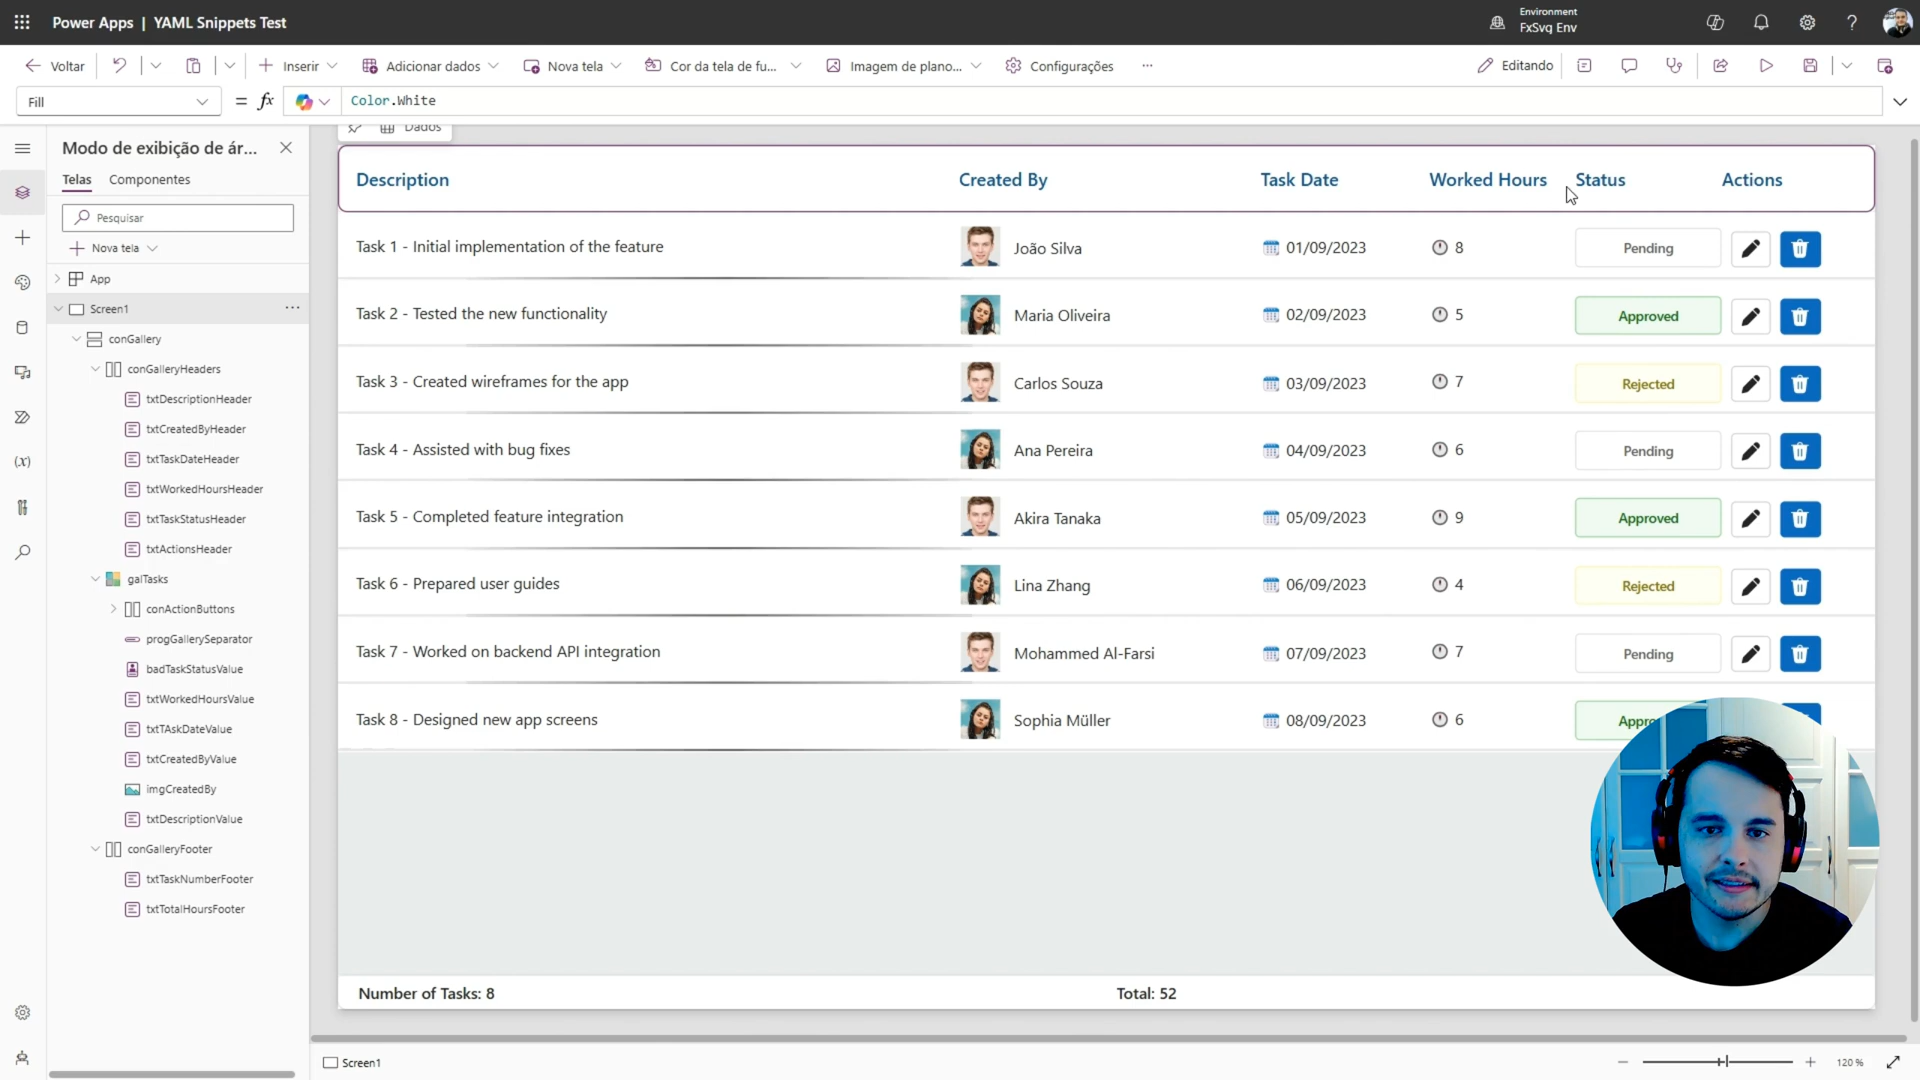 Power Apps | YAML Snippets Test
Environment
FxSvq Env
Voltar
Inserir
Adicionar dados
Nova tela
Cor da tela de fu...
Imagem de plano...
Configurações
Editando
Fill
= fx
Color.White
Modo de exibição de ár...
Telas
Componentes
Pesquisar
Nova tela
App
Screen1
conGallery
conGalleryHeaders
txtDescriptionHeader
txtCreatedByHeader
txtTaskDateHeader
txtWorkedHoursHeader
txtTaskStatusHeader
txtActionsHeader
galTasks
conActionButtons
progGallerySeparator
badTaskStatusValue
txtWorkedHoursValue
txtTAskDateValue
txtCreatedByValue
imgCreatedBy
txtDescriptionValue
conGalleryFooter
txtTaskNumberFooter
txtTotalHoursFooter
Dados
Description Created By Task Date Worked Hours Status Actions
Task 1 - Initial implementation of the feature João Silva 01/09/2023 8 Pending
Task 2 - Tested the new functionality Maria Oliveira 02/09/2023 5 Approved
Task 3 - Created wireframes for the app Carlos Souza 03/09/2023 7 Rejected
Task 4 - Assisted with bug fixes Ana Pereira 04/09/2023 6 Pending
Task 5 - Completed feature integration Akira Tanaka 05/09/2023 9 Approved
Task 6 - Prepared user guides Lina Zhang 06/09/2023 4 Rejected
Task 7 - Worked on backend API integration Mohammed Al-Farsi 07/09/2023 7 Pending
Task 8 - Designed new app screens Sophia Müller 08/09/2023 6 Appro
Number of Tasks: 8 Total: 52
Screen1
120 %